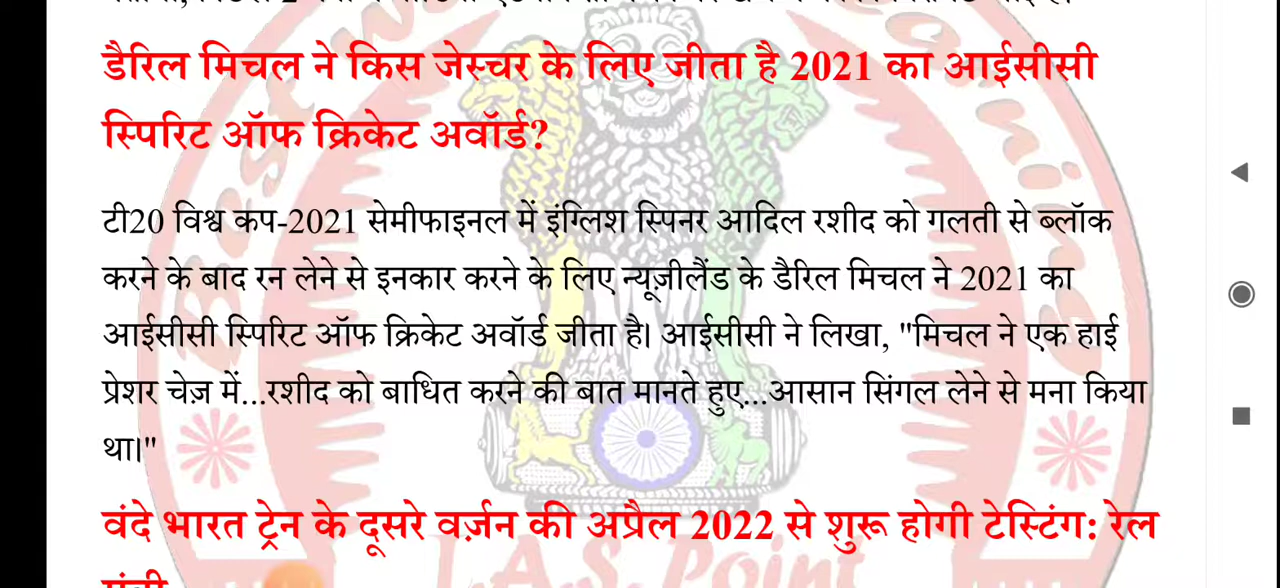 डैरिल मिचल ने किस जेस्चर के लिए जीता है 2021 का आईसीसी
स्पिरिट ऑफ क्रिकेट अवॉर्ड?
टी20 विश्व कप-2021 सेमीफाइनल में इंग्लिश स्पिनर आदिल रशीद को गलती से ब्लॉक
करने के बाद रन लेने से इनकार करने के लिए न्यूज़ीलैंड के डैरिल मिचल ने 2021 का
आईसीसी स्पिरिट ऑफ क्रिकेट अवॉर्ड जीता है। आईसीसी ने लिखा, "मिचल ने एक हाई
प्रेशर चेज़ में...रशीद को बाधित करने की बात मानते हुए...आसान सिंगल लेने से मना किया
था।"
वंदे भारत ट्रेन के दूसरे वर्ज़न की अप्रैल 2022 से शुरू होगी टेस्टिंग: रेल
I.A.S. Point